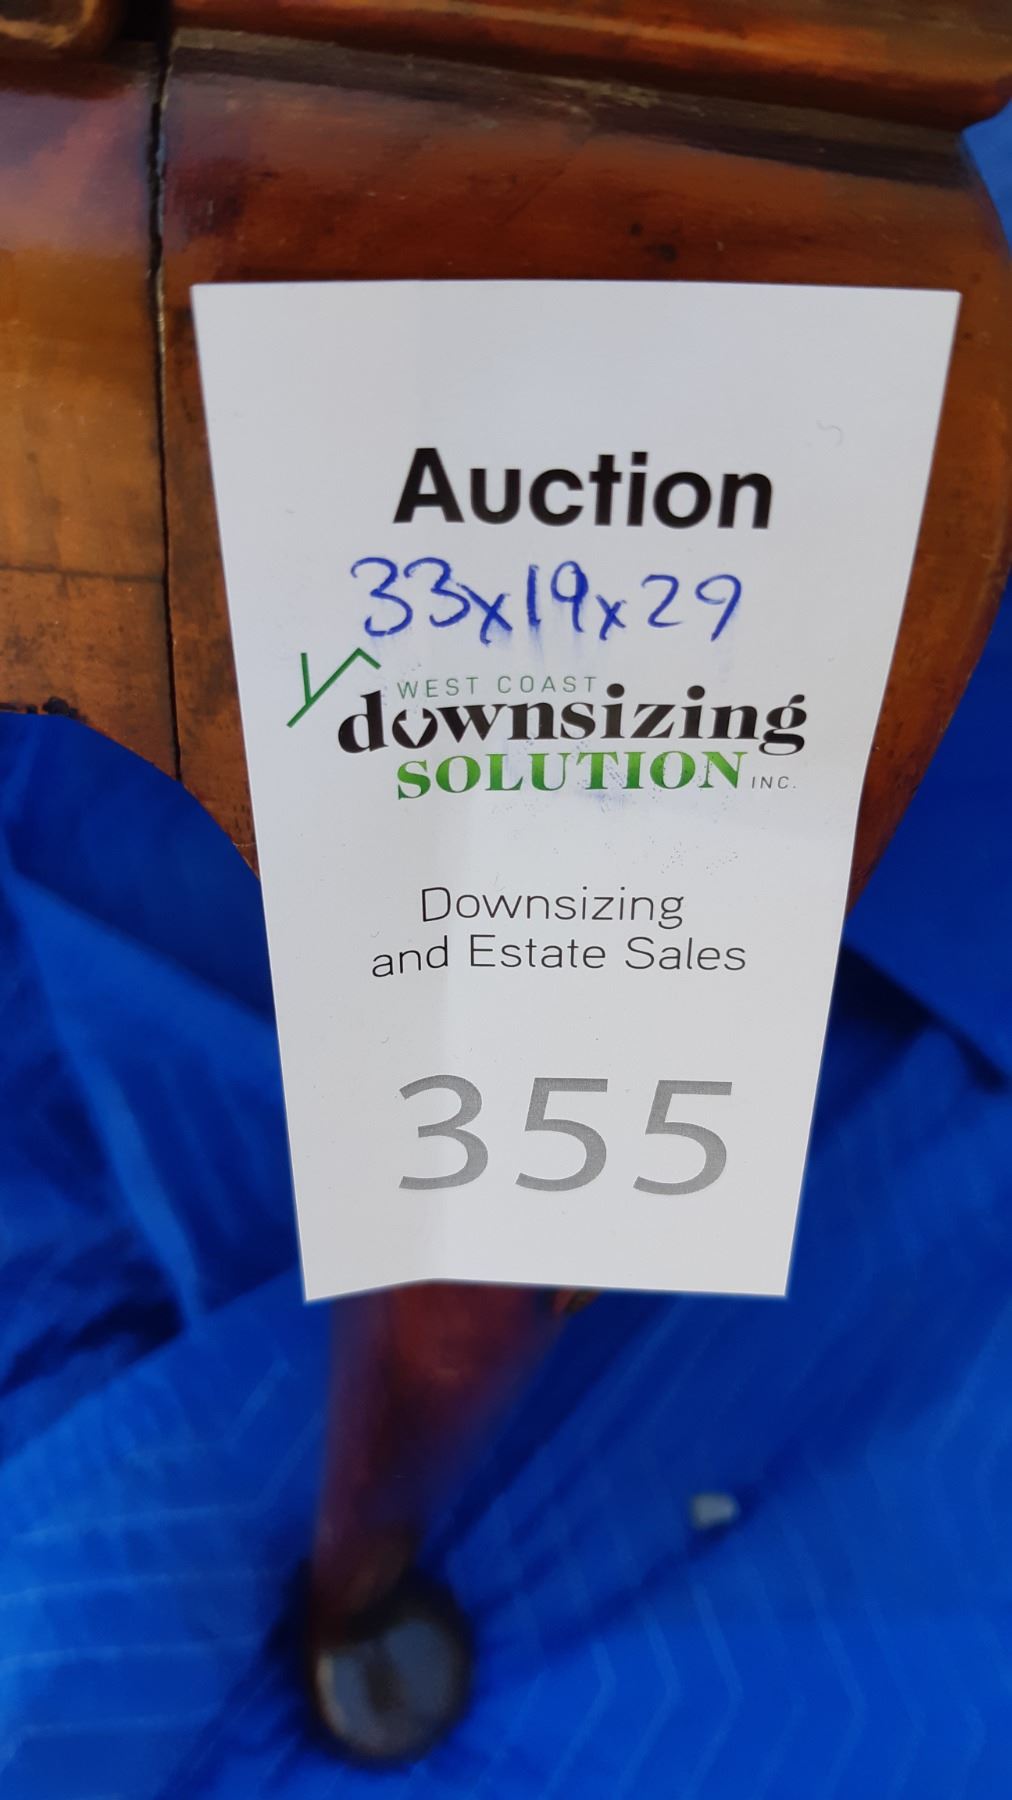 Auction
33x19x29
WEST COAST
downsizing
SOLUTION INC.
Downsizing
and Estate Sales
355